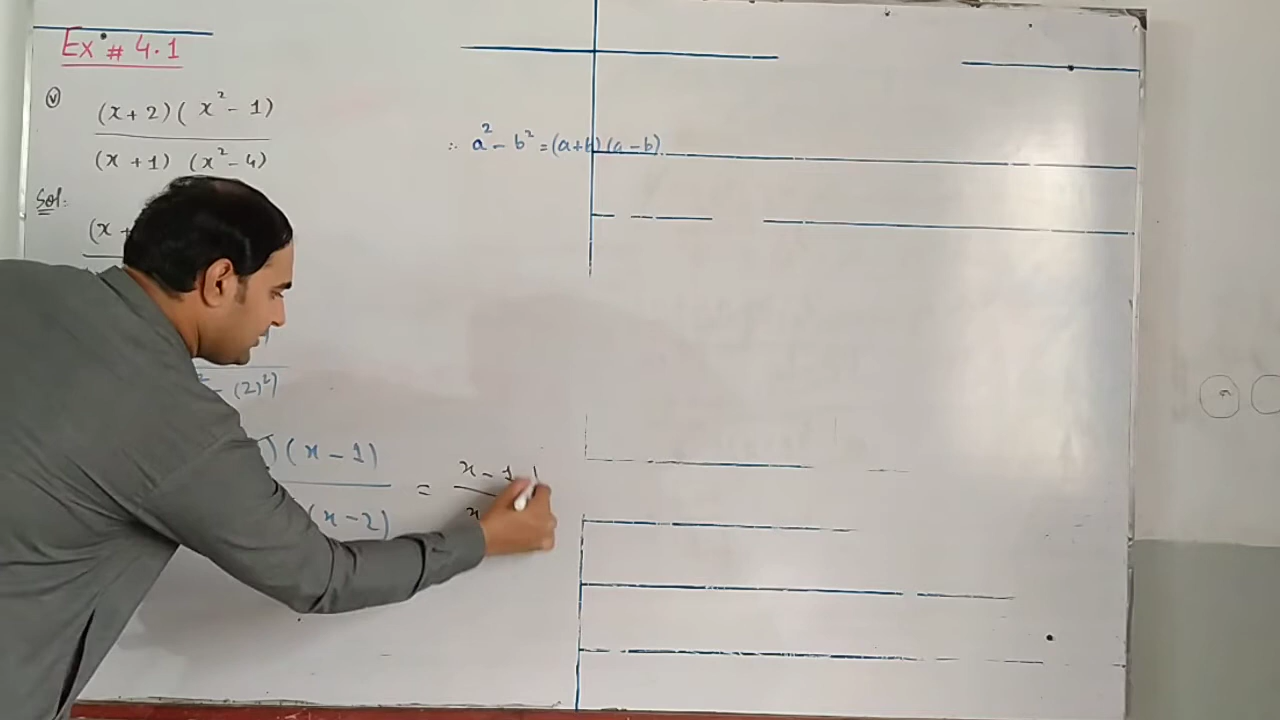 Ex # 4.1
(v) (x+2)(x²-1)
(x+1) (x²-4)
∴ a²-b²=(a+b)(a-b)
Sol:
(x +
- (2)²)
)(x-1)
(x-2)
= x-1
x